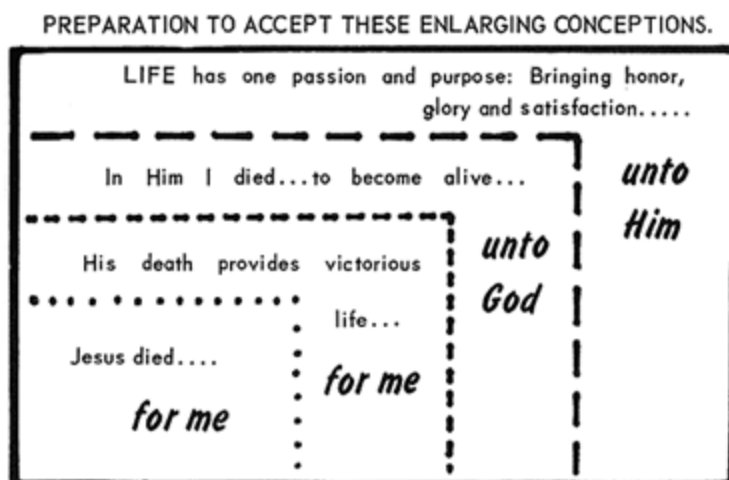 PREPARATION TO ACCEPT THESE ENLARGING CONCEPTIONS.
LIFE has one passion and purpose: Bringing honor,
glory and satisfaction.....
unto
Him
In Him I died...to become alive...
unto
God
His death provides victorious
life...
for me
Jesus died....
for me